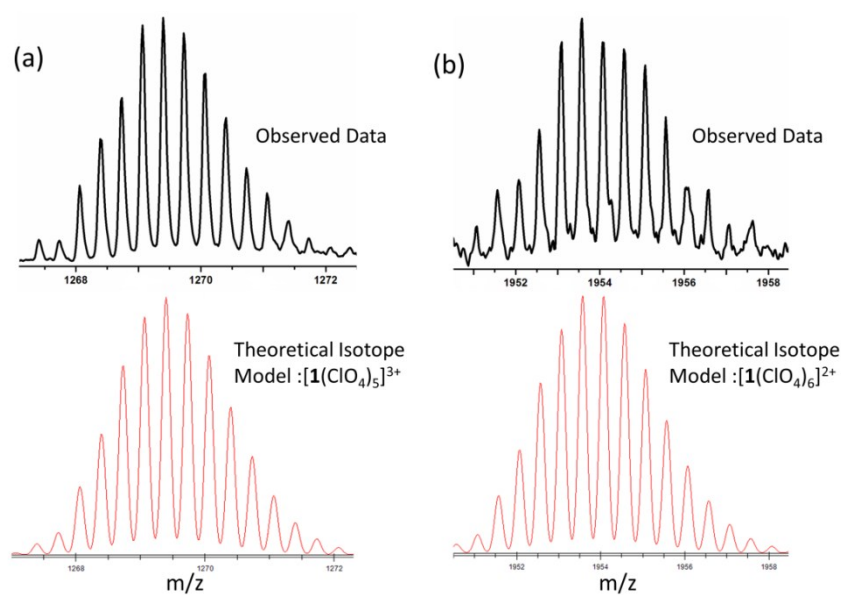 (a)
Observed Data
1268
1270
1272
Theoretical Isotope
Model :[1(ClO₄)₅]³⁺
1268
1270
1272
m/z
(b)
Observed Data
1952
1954
1956
1958
Theoretical Isotope
Model :[1(ClO₄)₆]²⁺
1952
1954
1956
1958
m/z